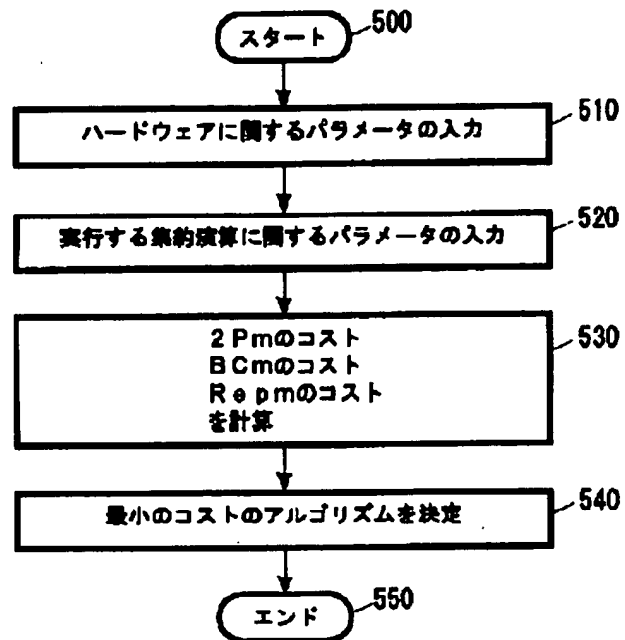 スタート
500
ハードウェアに関するパラメータの入力
510
実行する集約演算に関するパラメータの入力
520
2Pmのコスト
BCmのコスト
Repmのコスト
を計算
530
最小のコストのアルゴリズムを決定
540
エンド
550